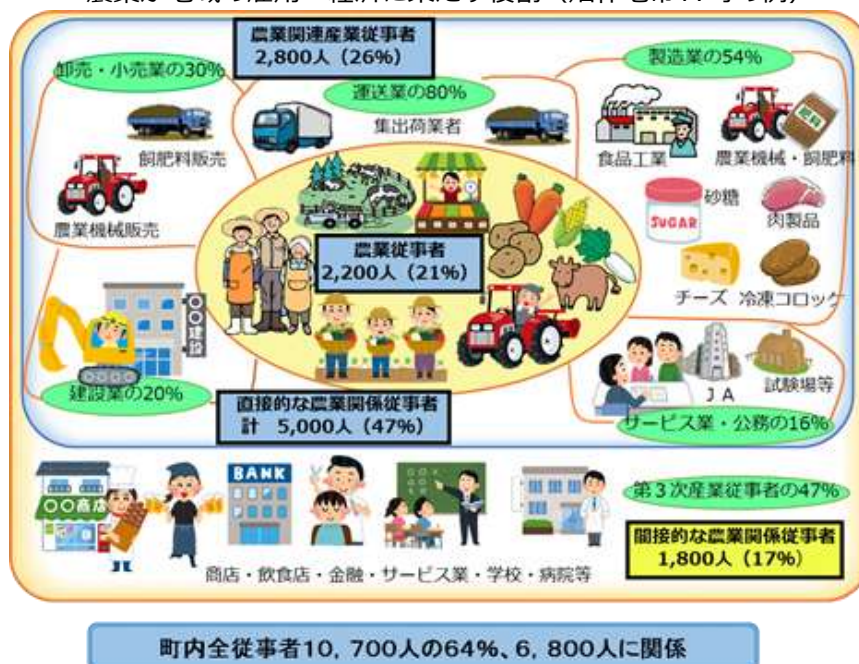 農業関連産業従事者
2,800人（26%）
卸売・小売業の30%
飼肥料販売
農業機械販売
運送業の80%
集出荷業者
製造業の54%
食品工業
農業機械・飼肥料
肥料
砂糖
SUGAR
肉製品
チーズ
冷凍コロッケ
農業従事者
2,200人（21%）
〇〇建設
建設業の20%
直接的な農業関係従事者
計　5,000人（47%）
ＪＡ
試験場等
サービス業・公務の16%
〇〇商店
BANK
第３次産業従事者の47%
間接的な農業関係従事者
1,800人（17%）
商店・飲食店・金融・サービス業・学校・病院等
町内全従事者10，700人の64%、6，800人に関係